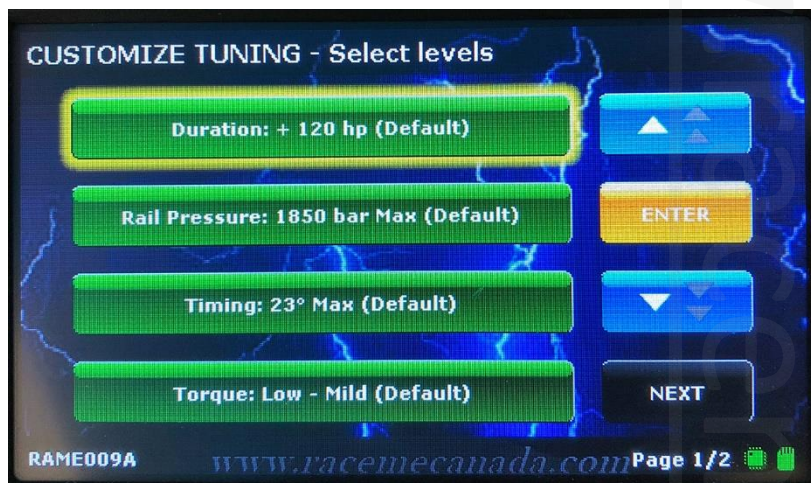 CUSTOMIZE TUNING - Select levels
Duration: + 120 hp (Default)
Rail Pressure: 1850 bar Max (Default)
ENTER
Timing: 23° Max (Default)
Torque: Low - Mild (Default)
NEXT
RAME009A
www.racemecanada.com
Page 1/2